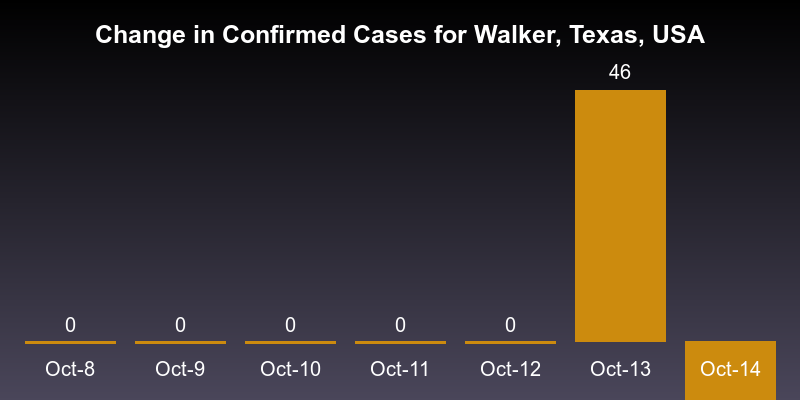 Change in Confirmed Cases for Walker, Texas, USA
46
0 0 0 0 0
Oct-8 Oct-9 Oct-10 Oct-11 Oct-12 Oct-13 Oct-14